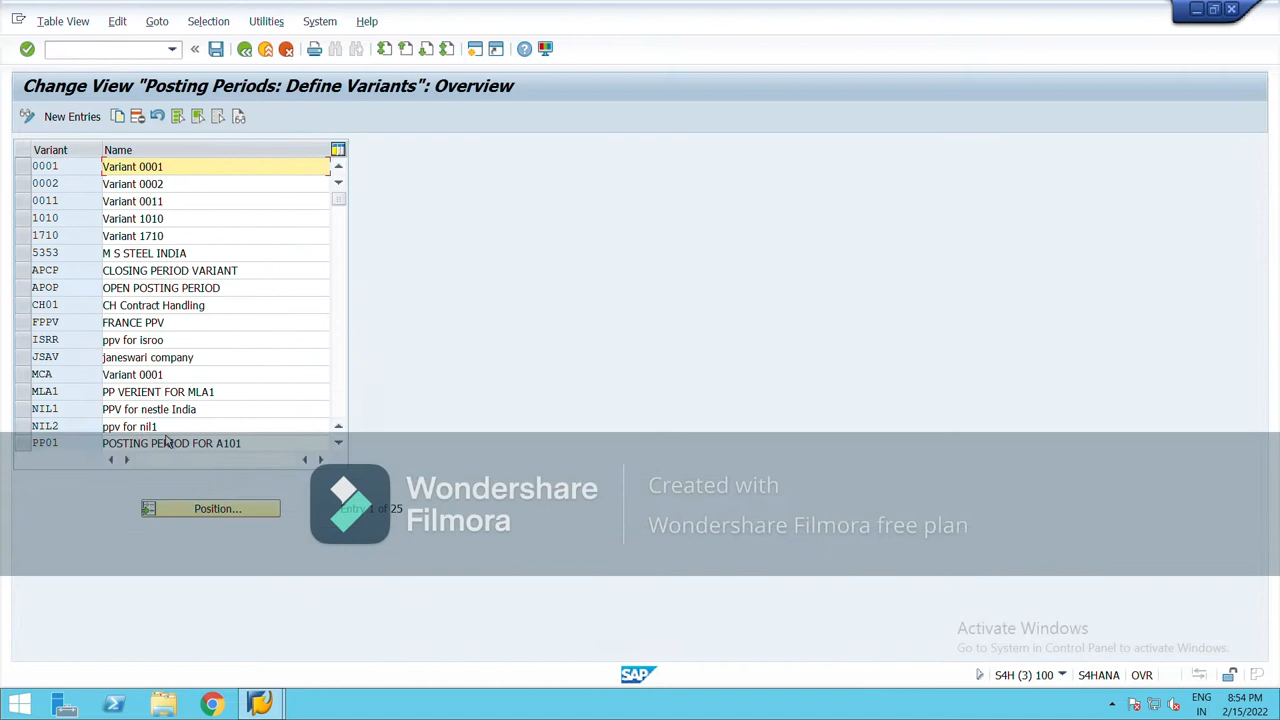 Table View Edit Goto Selection Utilities System Help
Change View "Posting Periods: Define Variants": Overview
New Entries
Variant Name
0001 Variant 0001
0002 Variant 0002
0011 Variant 0011
1010 Variant 1010
1710 Variant 1710
5353 M S STEEL INDIA
APCP CLOSING PERIOD VARIANT
APOP OPEN POSTING PERIOD
CH01 CH Contract Handling
FPPV FRANCE PPV
ISRR ppv for isroo
JSAV janeswari company
MCA Variant 0001
MLA1 PP VERIENT FOR MLA1
NIL1 PPV for nestle India
NIL2 ppv for nil1
PP01 POSTING PERIOD FOR A101
Position... Entry 1 of 25
Wondershare
Filmora
Created with
Wondershare Filmora free plan
Activate Windows
Go to System in Control Panel to activate Windows.
SAP S4H (3) 100 S4HANA OVR
ENG 8:54 PM
IN 2/15/2022